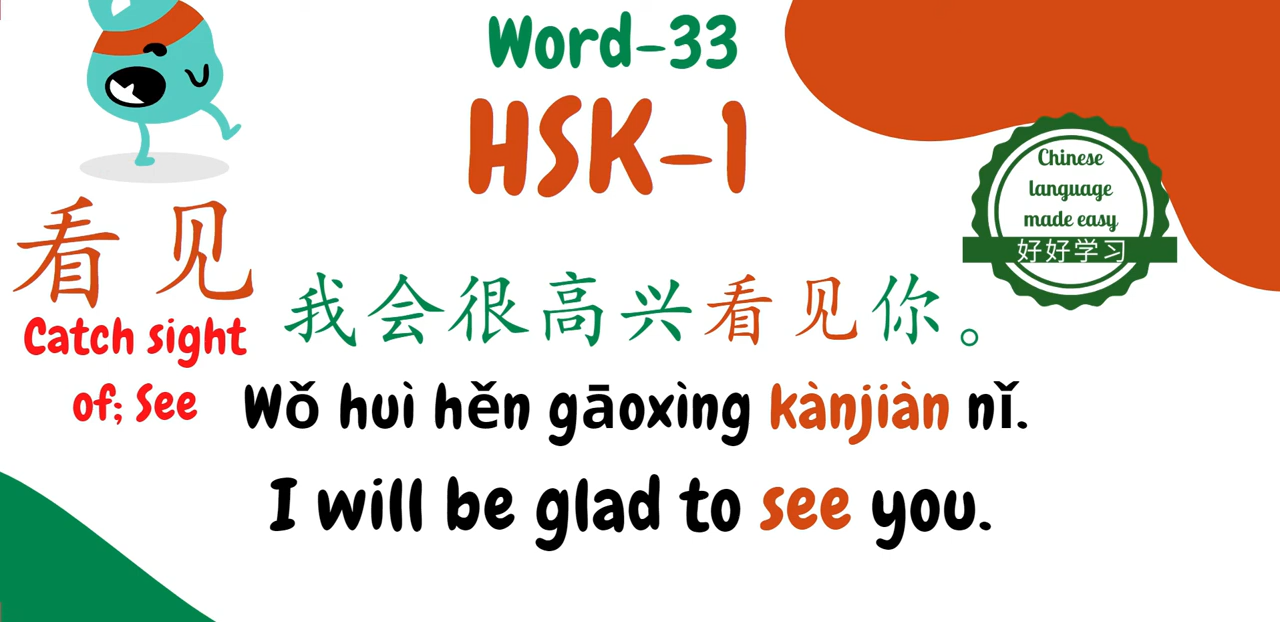 Word-33
HSK-1
Chinese
language
made easy
好好学习
看见
Catch sight
of; See
我会很高兴看见你。
Wǒ huì hěn gāoxìng kànjiàn nǐ.
I will be glad to see you.